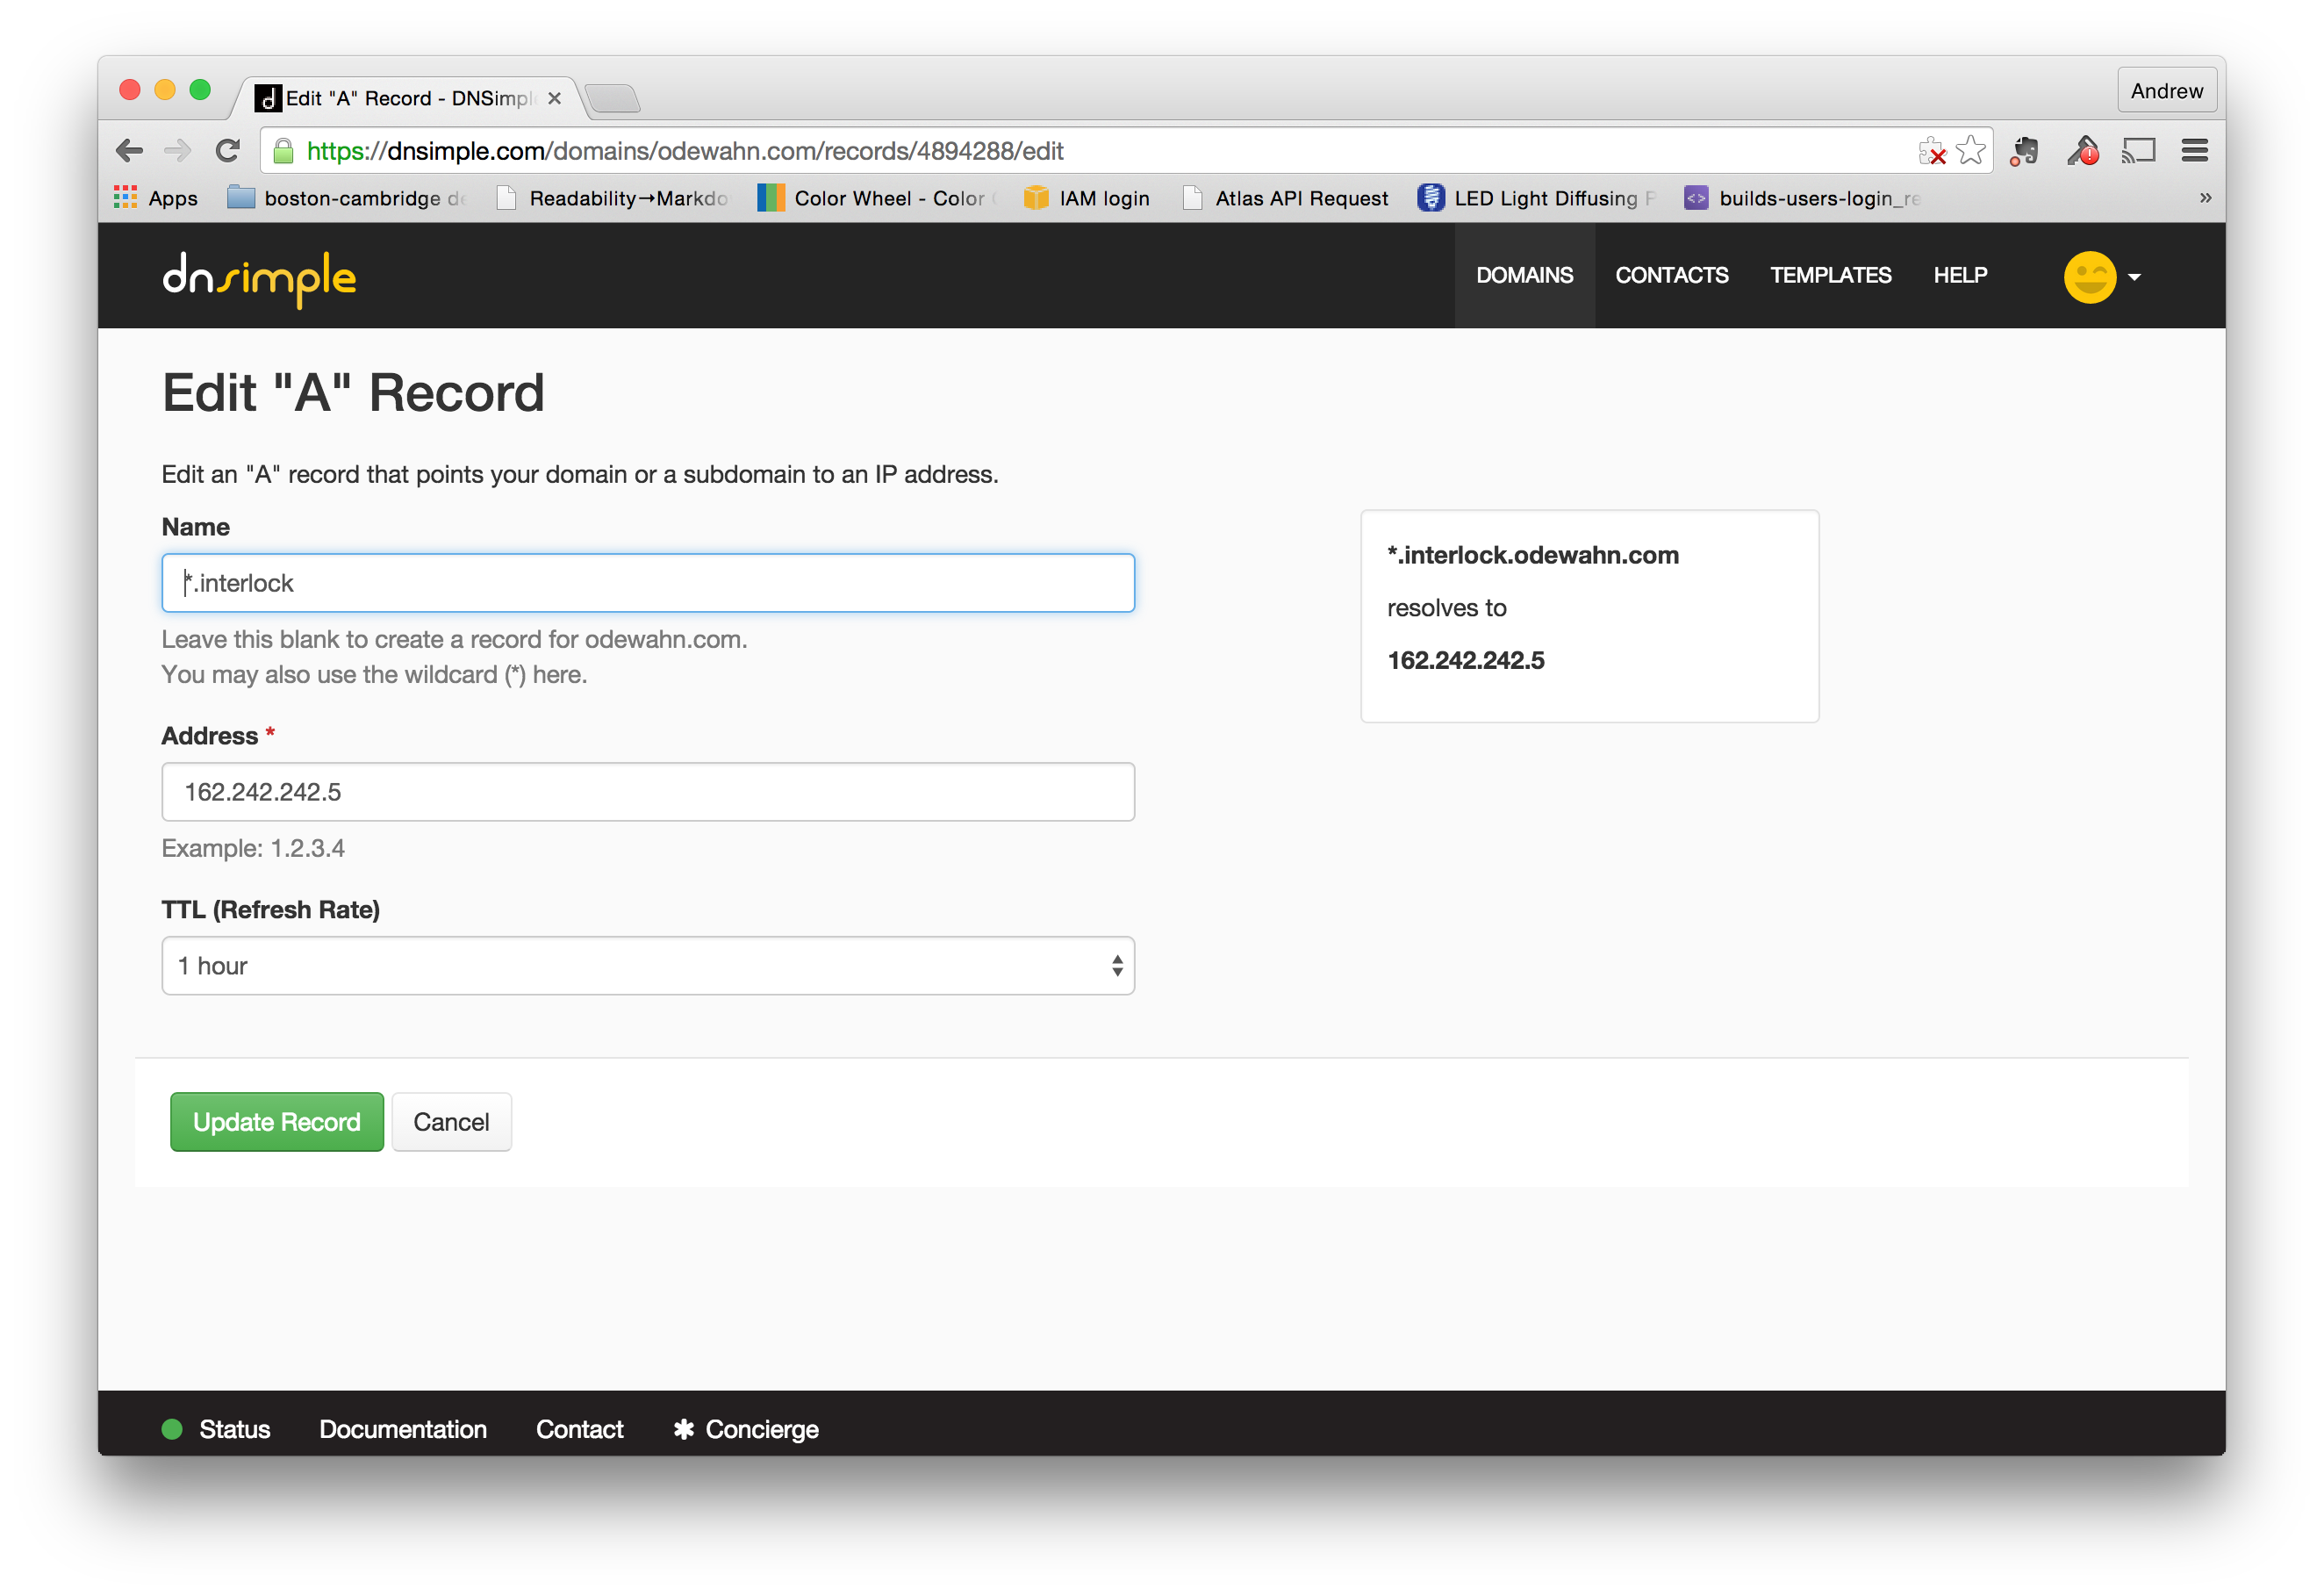 Edit "A" Record - DNSimpl
Andrew
https://dnsimple.com/domains/odewahn.com/records/4894288/edit
Apps boston-cambridge de Readability→Markdo Color Wheel - Color IAM login Atlas API Request LED Light Diffusing P builds-users-login_re »
dnsimple DOMAINS CONTACTS TEMPLATES HELP
Edit "A" Record
Edit an "A" record that points your domain or a subdomain to an IP address.
Name
*.interlock
Leave this blank to create a record for odewahn.com.
You may also use the wildcard (*) here.
*.interlock.odewahn.com
resolves to
162.242.242.5
Address *
162.242.242.5
Example: 1.2.3.4
TTL (Refresh Rate)
1 hour
Update Record Cancel
Status Documentation Contact Concierge